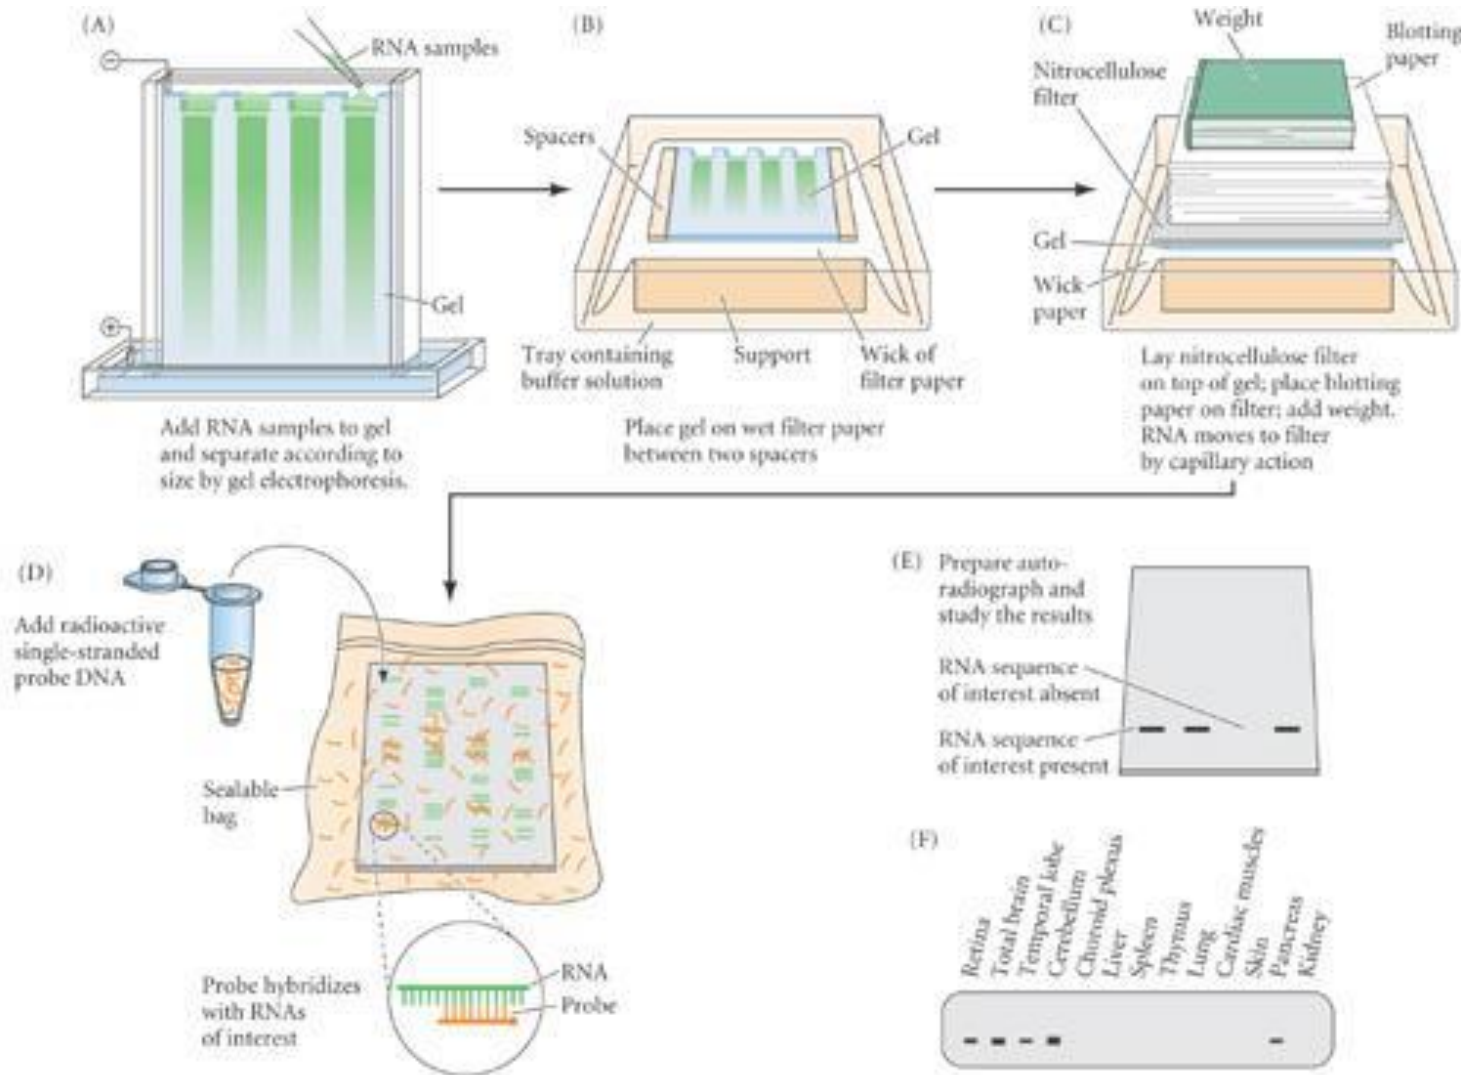 (A)
RNA samples
−
+
Gel
Add RNA samples to gel
and separate according to
size by gel electrophoresis.
(B)
Spacers
Gel
Tray containing
buffer solution
Support
Wick of
filter paper
Place gel on wet filter paper
between two spacers
(C)
Weight
Blotting
paper
Nitrocellulose
filter
Gel
Wick
paper
Lay nitrocellulose filter
on top of gel; place blotting
paper on filter; add weight.
RNA moves to filter
by capillary action
(D)
Add radioactive
single-stranded
probe DNA
Sealable
bag
Probe hybridizes
with RNAs
of interest
RNA
Probe
(E)
Prepare auto-
radiograph and
study the results
RNA sequence
of interest absent
RNA sequence
of interest present
(F)
Retina
Total brain
Temporal lobe
Cerebellum
Choroid plexus
Liver
Spleen
Thymus
Lung
Cardiac muscles
Skin
Pancreas
Kidney